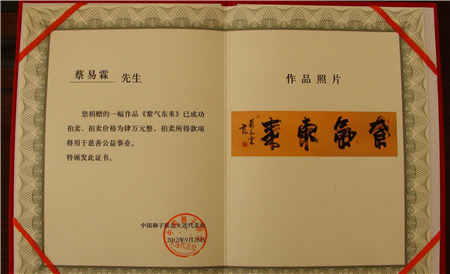 蔡易霖 先生
您捐赠的一幅作品《紫气东来》已成功
拍卖。拍卖价格为肆万元整。拍卖所得款项
将用于慈善公益事业。
特颁发此证书。
中国狮子联会大连代表处
2012年9月26日
作品照片
紫氣東来